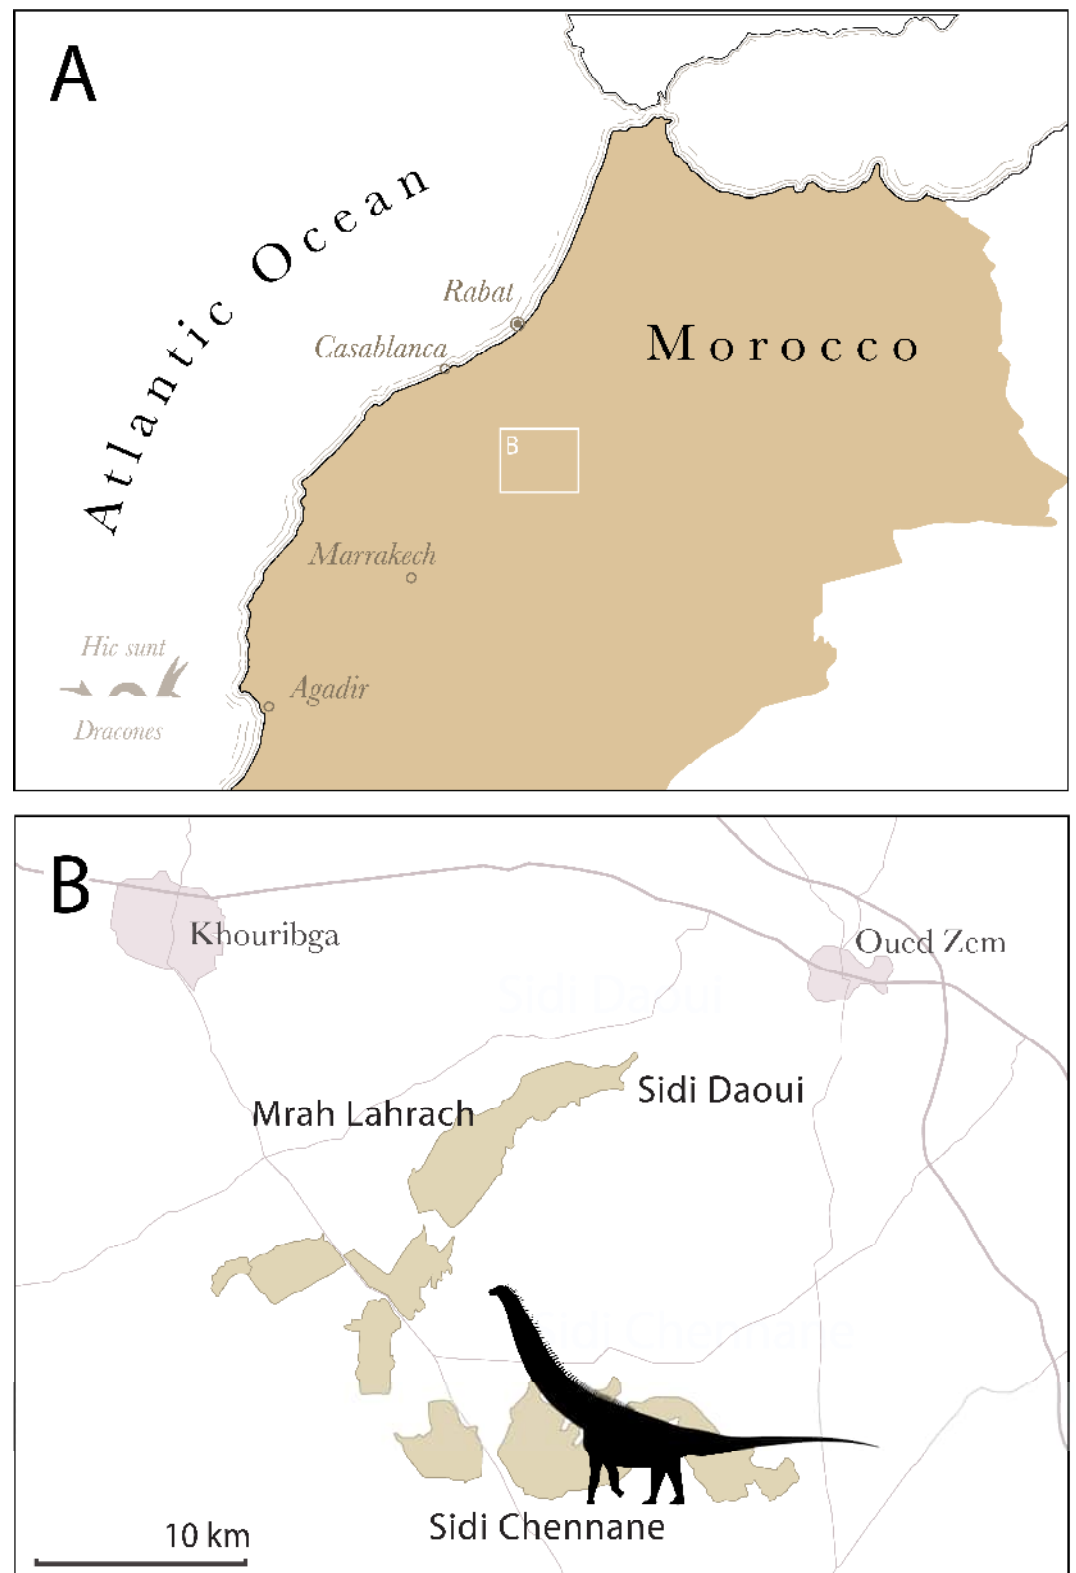 A
Atlantic Ocean
Rabat
Casablanca
Morocco
B
Marrakech
Hic sunt
Dracones
Agadir
B
Khouribga
Oued Zem
Sidi Daoui
Sidi Daoui
Mrah Lahrach
Sidi Chennane
Sidi Chennane
10 km